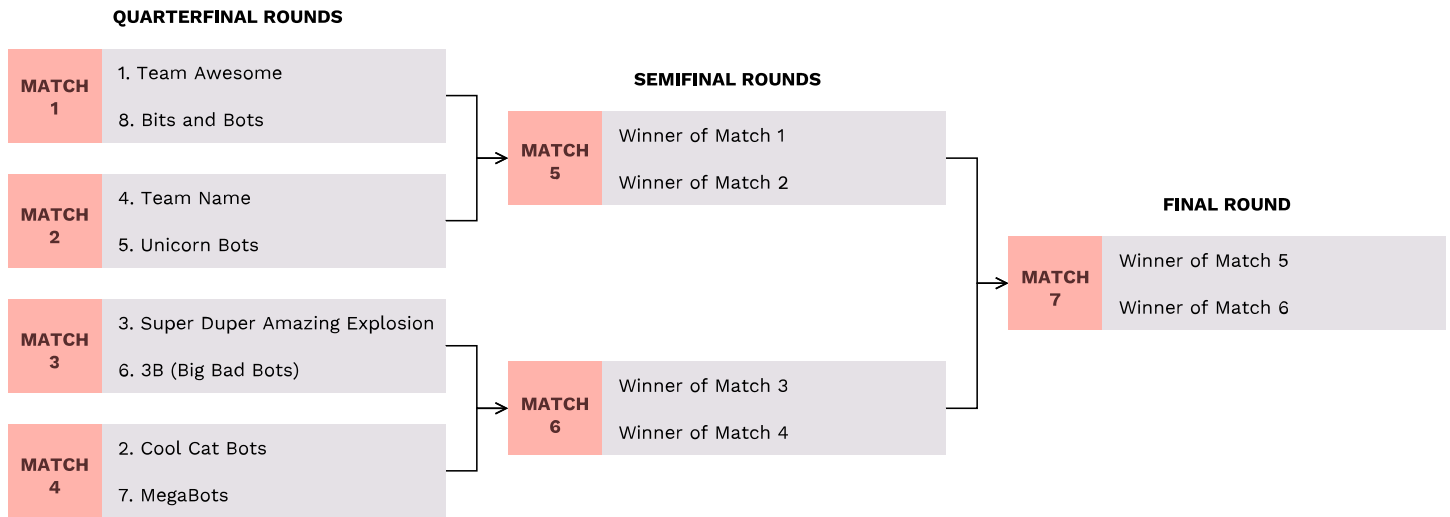 QUARTERFINAL ROUNDS
MATCH
1
1. Team Awesome
8. Bits and Bots
MATCH
2
4. Team Name
5. Unicorn Bots
MATCH
3
3. Super Duper Amazing Explosion
6. 3B (Big Bad Bots)
MATCH
4
2. Cool Cat Bots
7. MegaBots
SEMIFINAL ROUNDS
MATCH
5
Winner of Match 1
Winner of Match 2
MATCH
6
Winner of Match 3
Winner of Match 4
FINAL ROUND
MATCH
7
Winner of Match 5
Winner of Match 6